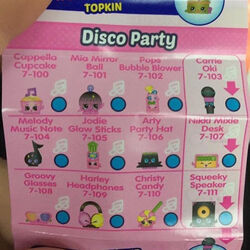 TOPKIN
Disco Party
Cappella Cupcake 7-100
Mia Mirror Ball 7-101
Pops Bubble Blower 7-102
Carrie Oki 7-103
Melody Music Note 7-104
Jodie Glow Sticks 7-105
Arty Party Hat 7-106
Nikki Mixie Desk 7-107
Groovy Glasses 7-108
Harley Headphones 7-109
Christy Candy 7-110
Squeeky Speaker 7-111